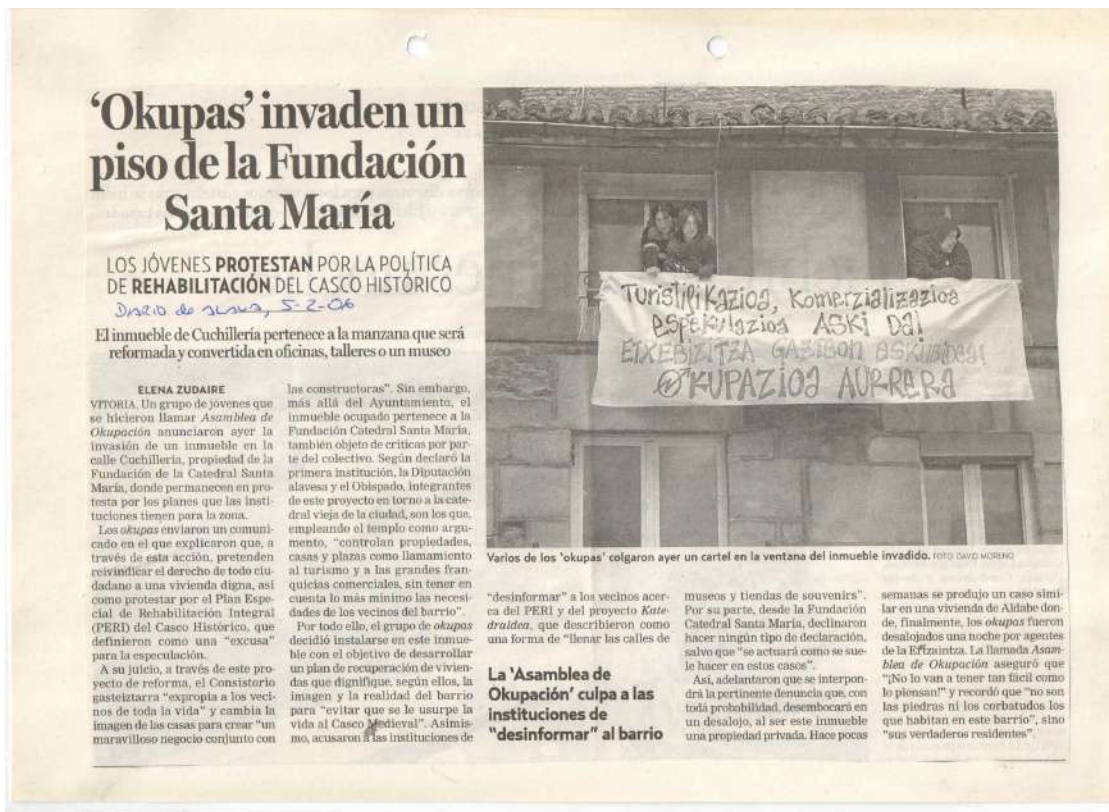 ‘Okupas’ invaden un
piso de la Fundación
Santa María
LOS JÓVENES PROTESTAN POR LA POLÍTICA
DE REHABILITACIÓN DEL CASCO HISTÓRICO
Diario de Alava, 5-2-06
El inmueble de Cuchillería pertenece a la manzana que será
reformada y convertida en oficinas, talleres o un museo
ELENA ZUDAIRE
VITORIA. Un grupo de jóvenes que
se hicieron llamar Asamblea de
Okupación anunciaron ayer la
invasión de un inmueble en la
calle Cuchillería, propiedad de la
Fundación de la Catedral Santa
María, donde permanecen en pro-
testa por los planes que las insti-
tuciones tienen para la zona.
Los okupas enviaron un comuni-
cado en el que explicaron que, a
través de esta acción, pretenden
reivindicar el derecho de todo ciu-
dadano a una vivienda digna, así
como protestar por el Plan Espe-
cial de Rehabilitación Integral
(PERI) del Casco Histórico, que
definieron como una “excusa”
para la especulación.
A su juicio, a través de este pro-
yecto de reforma, el Consistorio
gasteiztarra “expropia a los veci-
nos de toda la vida” y cambia la
imagen de las casas para crear “un
maravilloso negocio conjunto con
las constructoras”. Sin embargo,
más allá del Ayuntamiento, el
inmueble ocupado pertenece a la
Fundación Catedral Santa María,
también objeto de críticas por par-
te del colectivo. Según declaró la
primera institución, la Diputación
alavesa y el Obispado, integrantes
de este proyecto en torno a la cate-
dral vieja de la ciudad, son los que,
empleando el templo como argu-
mento, “controlan propiedades,
casas y plazas como llamamiento
al turismo y a las grandes fran-
quicias comerciales, sin tener en
cuenta lo más mínimo las necesi-
dades de los vecinos del barrio”.
Por todo ello, el grupo de okupas
decidió instalarse en este inmue-
ble con el objetivo de desarrollar
un plan de recuperación de vivien-
das que dignifique, según ellos, la
imagen y la realidad del barrio
para “evitar que se le usurpe la
vida al Casco Medieval”. Asimis-
mo, acusaron a las instituciones de
TURISTIFIKAZIOA, KOMERZIALIZAZIOA
ESPEKULAZIOA ASKI DA!
ETXEBIZITZA GAZTEON ESKUBIDEA!
OKUPAZIOA AURRERA
Varios de los ‘okupas’ colgaron ayer un cartel en la ventana del inmueble invadido. FOTO: DAVID MORENO
“desinformar” a los vecinos acer-
ca del PERI y del proyecto Kate-
draldea, que describieron como
una forma de “llenar las calles de
La ‘Asamblea de
Okupación’ culpa a las
instituciones de
“desinformar” al barrio
museos y tiendas de souvenirs”.
Por su parte, desde la Fundación
Catedral Santa María, declinaron
hacer ningún tipo de declaración,
salvo que “se actuará como se sue-
le hacer en estos casos”.
Así, adelantaron que se interpon-
drá la pertinente denuncia que, con
toda probabilidad, desembocará en
un desalojo, al ser este inmueble
una propiedad privada. Hace pocas
semanas se produjo un caso simi-
lar en una vivienda de Aldabe don-
de, finalmente, los okupas fueron
desalojados una noche por agentes
de la Ertzaintza. La llamada Asam-
blea de Okupación aseguró que
“¡No lo van a tener tan fácil como
lo piensan!” y recordó que “no son
las piedras ni los corbatudos los
que habitan en este barrio”, sino
“sus verdaderos residentes”.